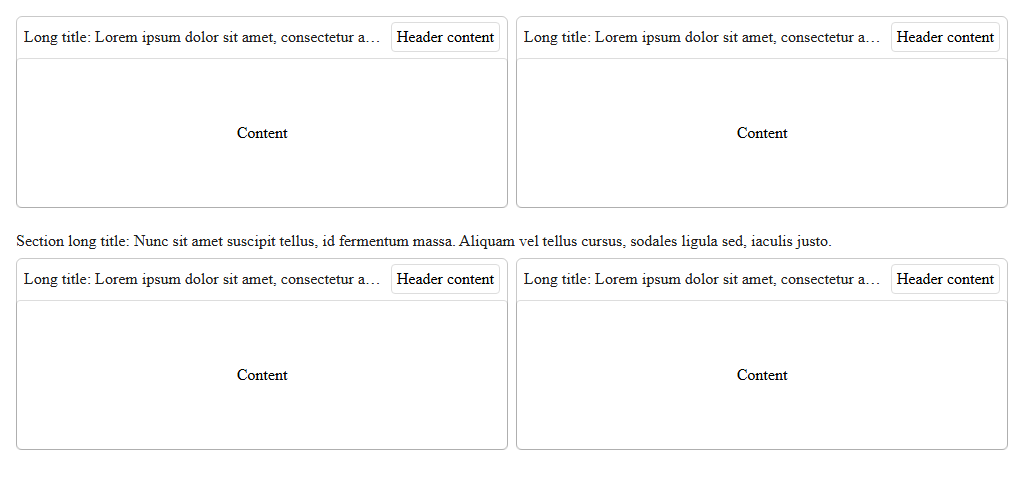 Long title: Lorem ipsum dolor sit amet, consectetur a… Header content Long title: Lorem ipsum dolor sit amet, consectetur a… Header content
Content Content
Section long title: Nunc sit amet suscipit tellus, id fermentum massa. Aliquam vel tellus cursus, sodales ligula sed, iaculis justo.
Long title: Lorem ipsum dolor sit amet, consectetur a… Header content Long title: Lorem ipsum dolor sit amet, consectetur a… Header content
Content Content